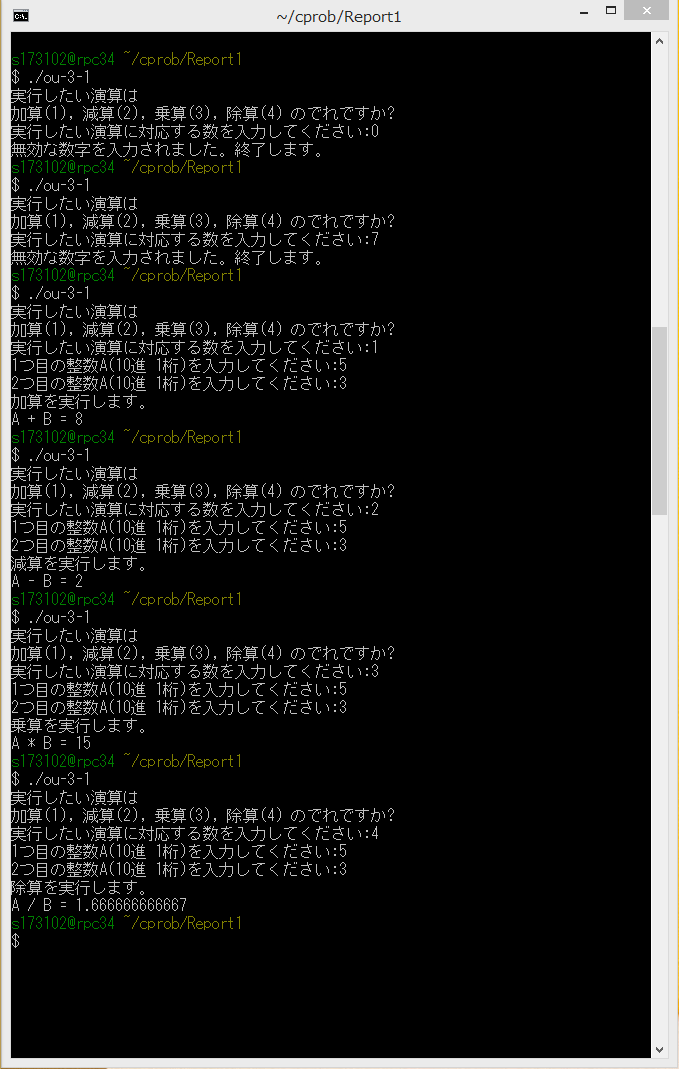 ~/cprob/Report1
s173102@rpc34 ~/cprob/Report1
$ ./ou-3-1
実行したい演算は
加算(1)，減算(2)，乗算(3)，除算(4) のでれですか?
実行したい演算に対応する数を入力してください:0
無効な数字を入力されました。終了します。
s173102@rpc34 ~/cprob/Report1
$ ./ou-3-1
実行したい演算は
加算(1)，減算(2)，乗算(3)，除算(4) のでれですか?
実行したい演算に対応する数を入力してください:7
無効な数字を入力されました。終了します。
s173102@rpc34 ~/cprob/Report1
$ ./ou-3-1
実行したい演算は
加算(1)，減算(2)，乗算(3)，除算(4) のでれですか?
実行したい演算に対応する数を入力してください:1
1つ目の整数A(10進 1桁)を入力してください:5
2つ目の整数A(10進 1桁)を入力してください:3
加算を実行します。
A + B = 8
s173102@rpc34 ~/cprob/Report1
$ ./ou-3-1
実行したい演算は
加算(1)，減算(2)，乗算(3)，除算(4) のでれですか?
実行したい演算に対応する数を入力してください:2
1つ目の整数A(10進 1桁)を入力してください:5
2つ目の整数A(10進 1桁)を入力してください:3
減算を実行します。
A - B = 2
s173102@rpc34 ~/cprob/Report1
$ ./ou-3-1
実行したい演算は
加算(1)，減算(2)，乗算(3)，除算(4) のでれですか?
実行したい演算に対応する数を入力してください:3
1つ目の整数A(10進 1桁)を入力してください:5
2つ目の整数A(10進 1桁)を入力してください:3
乗算を実行します。
A * B = 15
s173102@rpc34 ~/cprob/Report1
$ ./ou-3-1
実行したい演算は
加算(1)，減算(2)，乗算(3)，除算(4) のでれですか?
実行したい演算に対応する数を入力してください:4
1つ目の整数A(10進 1桁)を入力してください:5
2つ目の整数A(10進 1桁)を入力してください:3
除算を実行します。
A / B = 1.666666666667
s173102@rpc34 ~/cprob/Report1
$